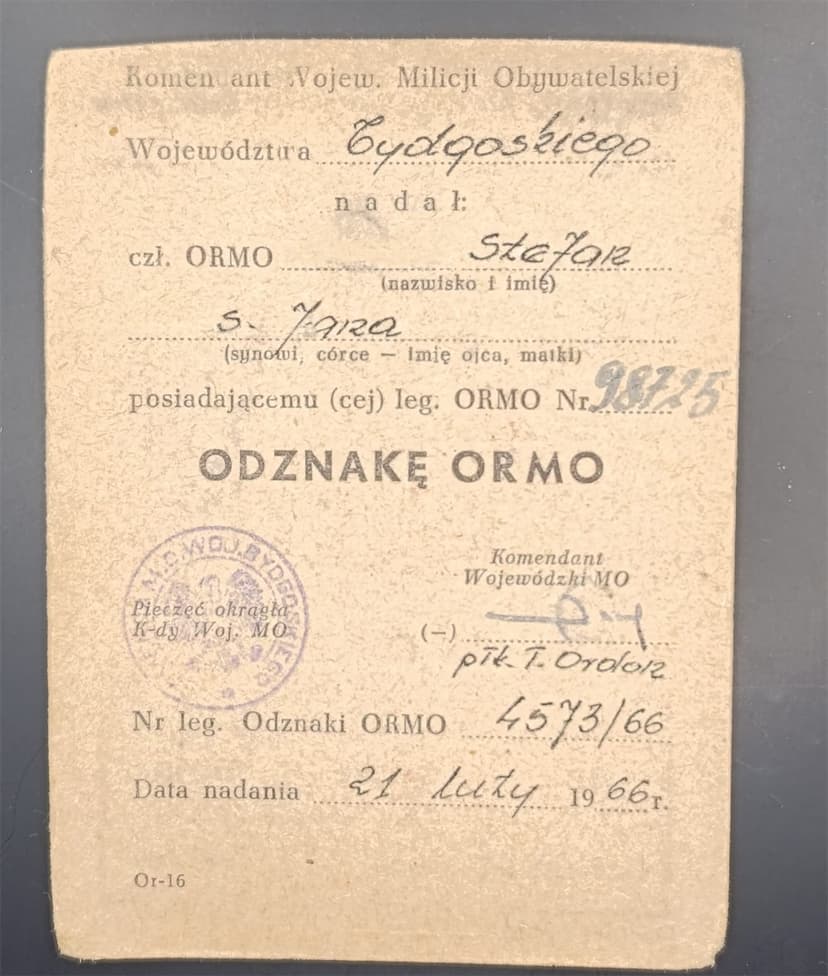 Komendant Wojew. Milicji Obywatelskiej
Województwa Bydgoskiego
nadał:
czł. ORMO Stefan
(nazwisko i imię)
s. Jana
(synowi, córce — imię ojca, matki)
posiadającemu (cej) leg. ORMO Nr. 98725
ODZNAKĘ ORMO
M.O. WOJ. BYDGOSKIEGO
Komendant
Wojewódzki MO
Pieczęć okrągła
K-dy Woj. MO
(—)
płk. T. Ordon
Nr leg. Odznaki ORMO 4573/66
Data nadania 21 luty 1966 r.
Or-16